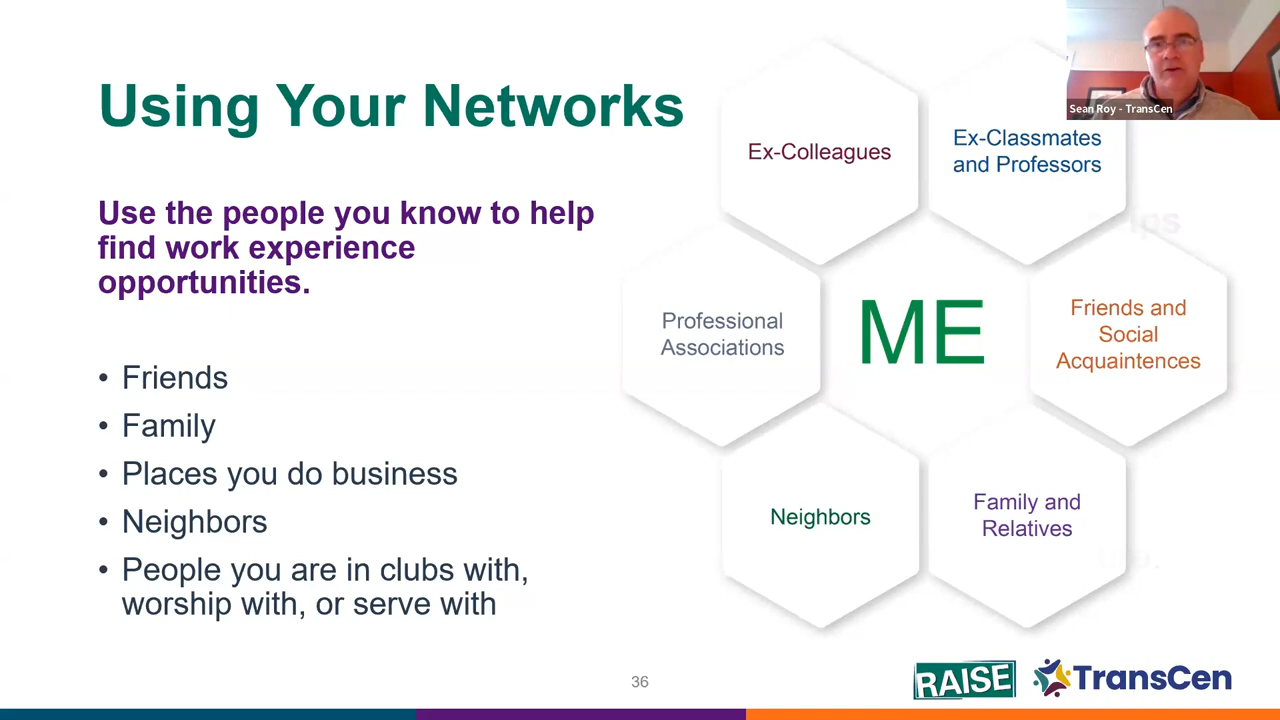 Using Your Networks
Use the people you know to help
find work experience
opportunities.
• Friends
• Family
• Places you do business
• Neighbors
• People you are in clubs with,
worship with, or serve with
Ex-Colleagues
Ex-Classmates
and Professors
Professional
Associations
ME
Friends and
Social
Acquaintences
Neighbors
Family and
Relatives
Sean Roy - TransCen
36
RAISE
TransCen